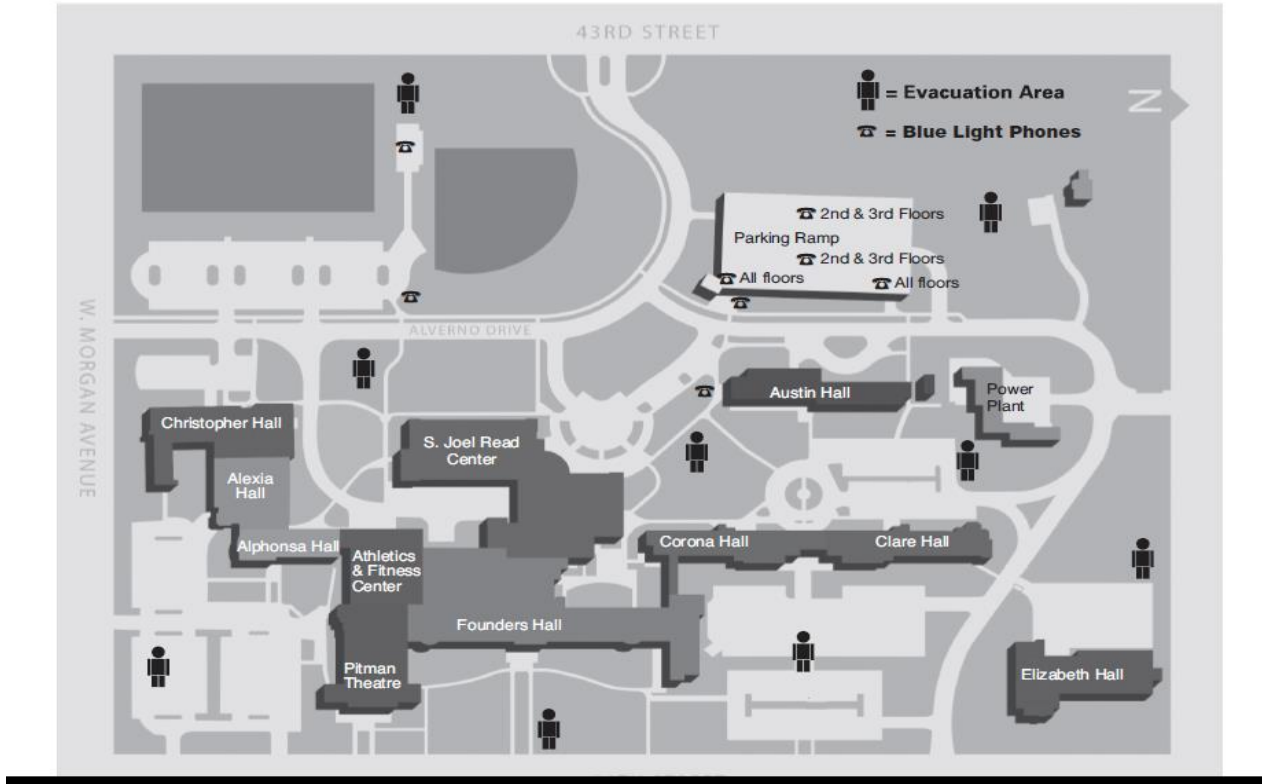 43RD STREET
= Evacuation Area
= Blue Light Phones
N
2nd & 3rd Floors
Parking Ramp
2nd & 3rd Floors
All floors
All floors
ALVERNO DRIVE
W. MORGAN AVENUE
Austin Hall
Power
Plant
Christopher Hall
S. Joel Read
Center
Alexia
Hall
Alphonsa Hall
Corona Hall
Clare Hall
Athletics
& Fitness
Center
Founders Hall
Pitman
Theatre
Elizabeth Hall